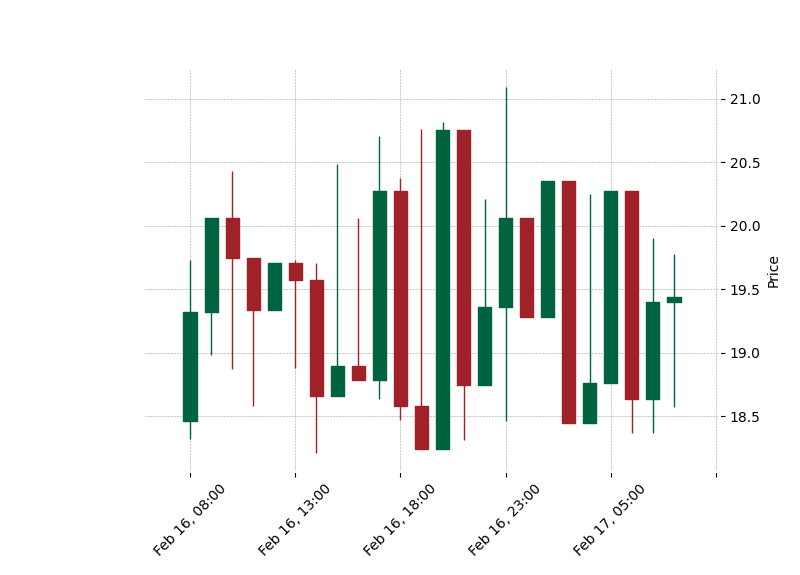 21.0
20.5
20.0
19.5
19.0
18.5
Price
Feb 16, 08:00
Feb 16, 13:00
Feb 16, 18:00
Feb 16, 23:00
Feb 17, 05:00